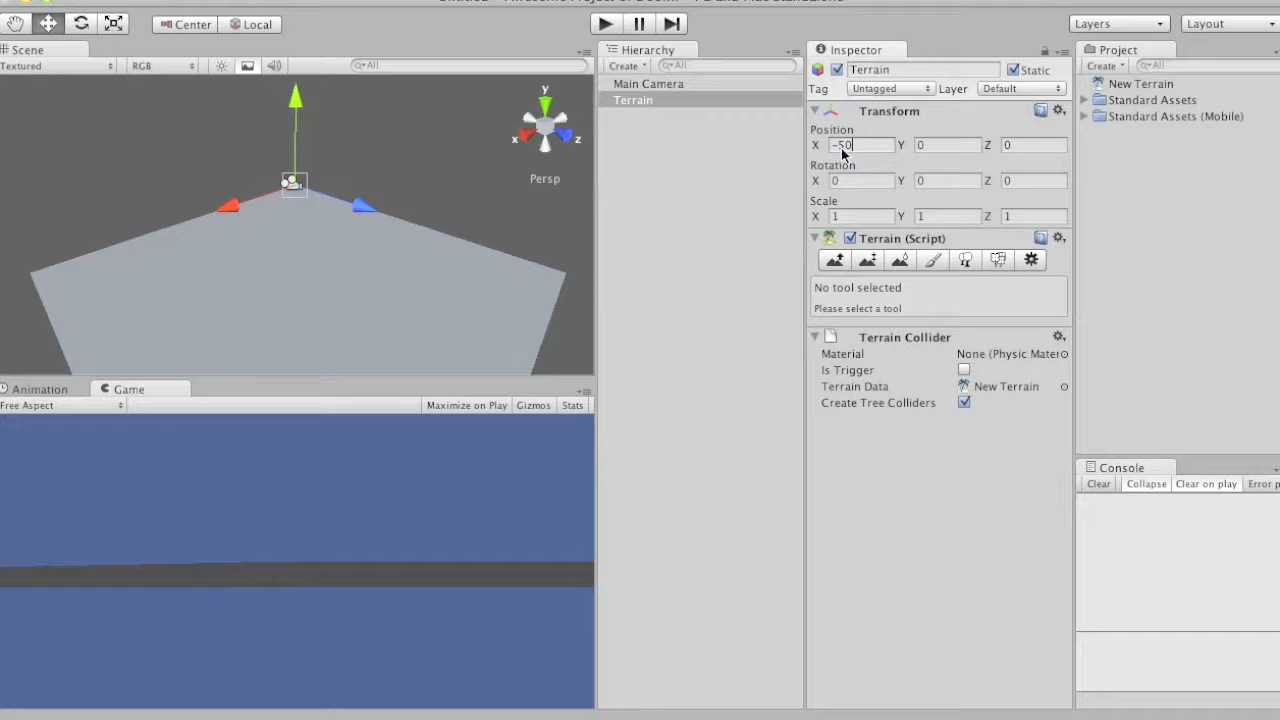 Center Local Layers Layout
Scene Hierarchy Inspector Project
Textured RGB All Create All Terrain Static Create All
Tag Untagged Layer Default
Main Camera
Terrain
New Terrain
Standard Assets
Standard Assets (Mobile)
Transform
Position
X -50 Y 0 Z 0
Rotation
X 0 Y 0 Z 0
Scale
X 1 Y 1 Z 1
y
x z
Persp
Terrain (Script)
No tool selected
Please select a tool
Terrain Collider
Material None (Physic Mater
Is Trigger
Terrain Data New Terrain
Create Tree Colliders
Animation Game
Free Aspect Maximize on Play Gizmos Stats
Console
Clear Collapse Clear on play Error p